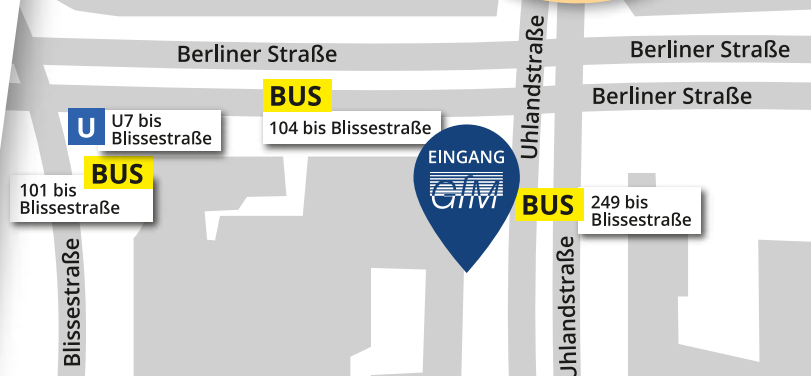 Berliner Straße
Berliner Straße
Uhlandstraße
BUS
104 bis Blissestraße
Berliner Straße
U
U7 bis
Blissestraße
BUS
101 bis
Blissestraße
EINGANG
GfM
BUS
249 bis
Blissestraße
Blissestraße
Uhlandstraße